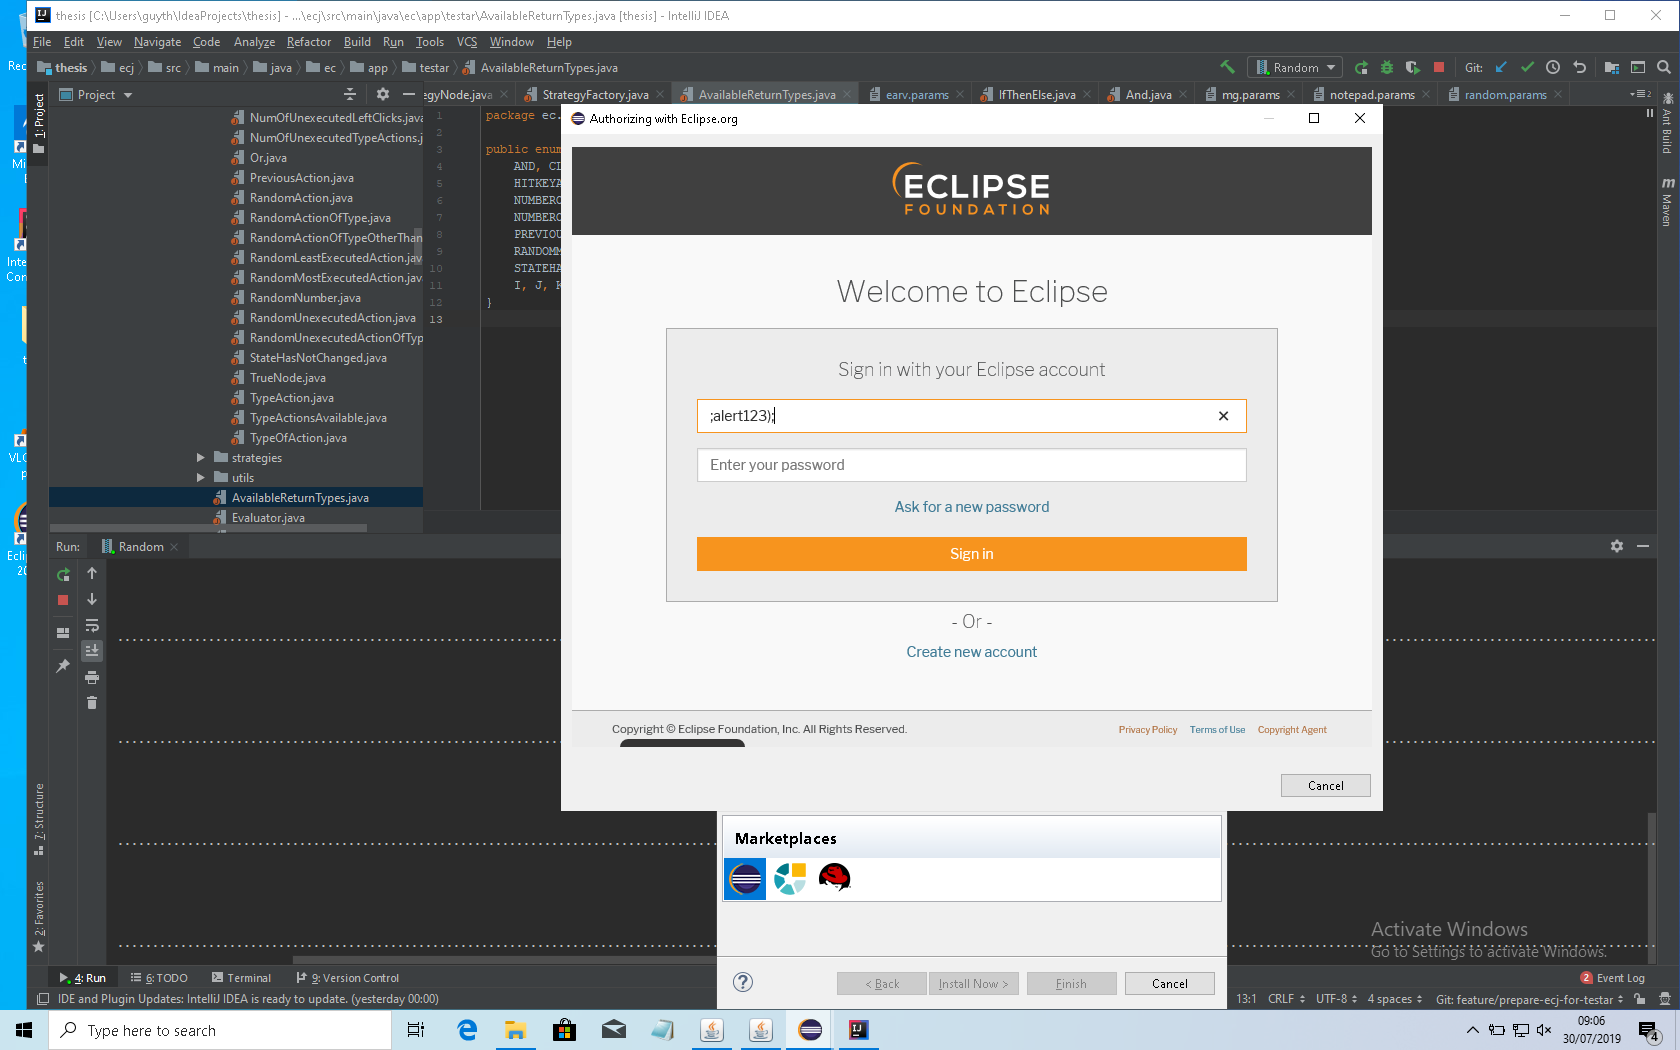 thesis [C:\Users\guyth\IdeaProjects\thesis] - ...\ecj\src\main\java\ec\app\testar\AvailableReturnTypes.java [thesis] - IntelliJ IDEA
File Edit View Navigate Code Analyze Refactor Build Run Tools VCS Window Help
thesis ecj src main java ec app testar AvailableReturnTypes.java
Random
Git:
Project
egyNode.java StrategyFactory.java AvailableReturnTypes.java earv.params IfThenElse.java And.java mg.params notepad.params random.params
1: Project
NumOfUnexecutedLeftClicks.java
NumOfUnexecutedTypeActions.j
Or.java
PreviousAction.java
RandomAction.java
RandomActionOfType.java
RandomActionOfTypeOtherThan
RandomLeastExecutedAction.jav
RandomMostExecutedAction.jav
RandomNumber.java
RandomUnexecutedAction.java
RandomUnexecutedActionOfTyp
StateHasNotChanged.java
TrueNode.java
TypeAction.java
TypeActionsAvailable.java
TypeOfAction.java
strategies
utils
AvailableReturnTypes.java
Evaluator.java
1 package ec.
2
3 public enum
4 AND, CL
5 HITKEYA
6 NUMBERO
7 NUMBERO
8 PREVIOU
9 RANDOMM
10 STATEHA
11 I, J, K
12 }
13
Ant Build
Maven
Authorizing with Eclipse.org
ECLIPSE
FOUNDATION
Welcome to Eclipse
Sign in with your Eclipse account
;alert123);
Enter your password
Ask for a new password
Sign in
- Or -
Create new account
Copyright © Eclipse Foundation, Inc. All Rights Reserved.
Privacy Policy Terms of Use Copyright Agent
Cancel
Marketplaces
< Back Install Now > Finish Cancel
Run: Random
7: Structure
2: Favorites
Activate Windows
Go to Settings to activate Windows.
4: Run 6: TODO Terminal 9: Version Control
2 Event Log
IDE and Plugin Updates: IntelliJ IDEA is ready to update. (yesterday 00:00)
13:1 CRLF UTF-8 4 spaces Git: feature/prepare-ecj-for-testar
Type here to search
09:06
30/07/2019
4